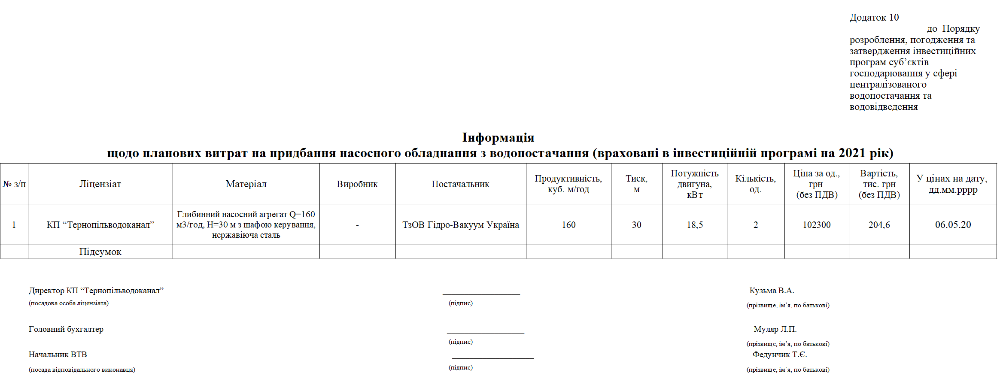 Додаток 10
до Порядку
розроблення, погодження та
затвердження інвестиційних
програм суб’єктів
господарювання у сфері
централізованого
водопостачання та
водовідведення
Інформація
щодо планових витрат на придбання насосного обладнання з водопостачання (враховані в інвестиційній програмі на 2021 рік)
№ з/п
Ліцензіат
Матеріал
Виробник
Постачальник
Продуктивність,
куб. м/год
Тиск,
м
Потужність
двигуна,
кВт
Кількість,
од.
Ціна за од.,
грн
(без ПДВ)
Вартість,
тис. грн
(без ПДВ)
У цінах на дату,
дд.мм.рррр
1
КП “Тернопільводоканал”
Глибинний насосний агрегат Q=160
м3/год, Н=30 м з шафою керування,
нержавіюча сталь
-
ТзОВ Гідро-Вакуум Україна
160
30
18,5
2
102300
204,6
06.05.20
Підсумок
Директор КП “Тернопільводоканал” __________________ Кузьма В.А.
(посадова особа ліцензіата) (підпис) (прізвище, ім’я, по батькові)
Головний бухгалтер __________________ Муляр Л.П.
(підпис) (прізвище, ім’я, по батькові)
Начальник ВТВ ___________________ Федунчик Т.Є.
(посада відповідального виконавця) (підпис) (прізвище, ім’я, по батькові)